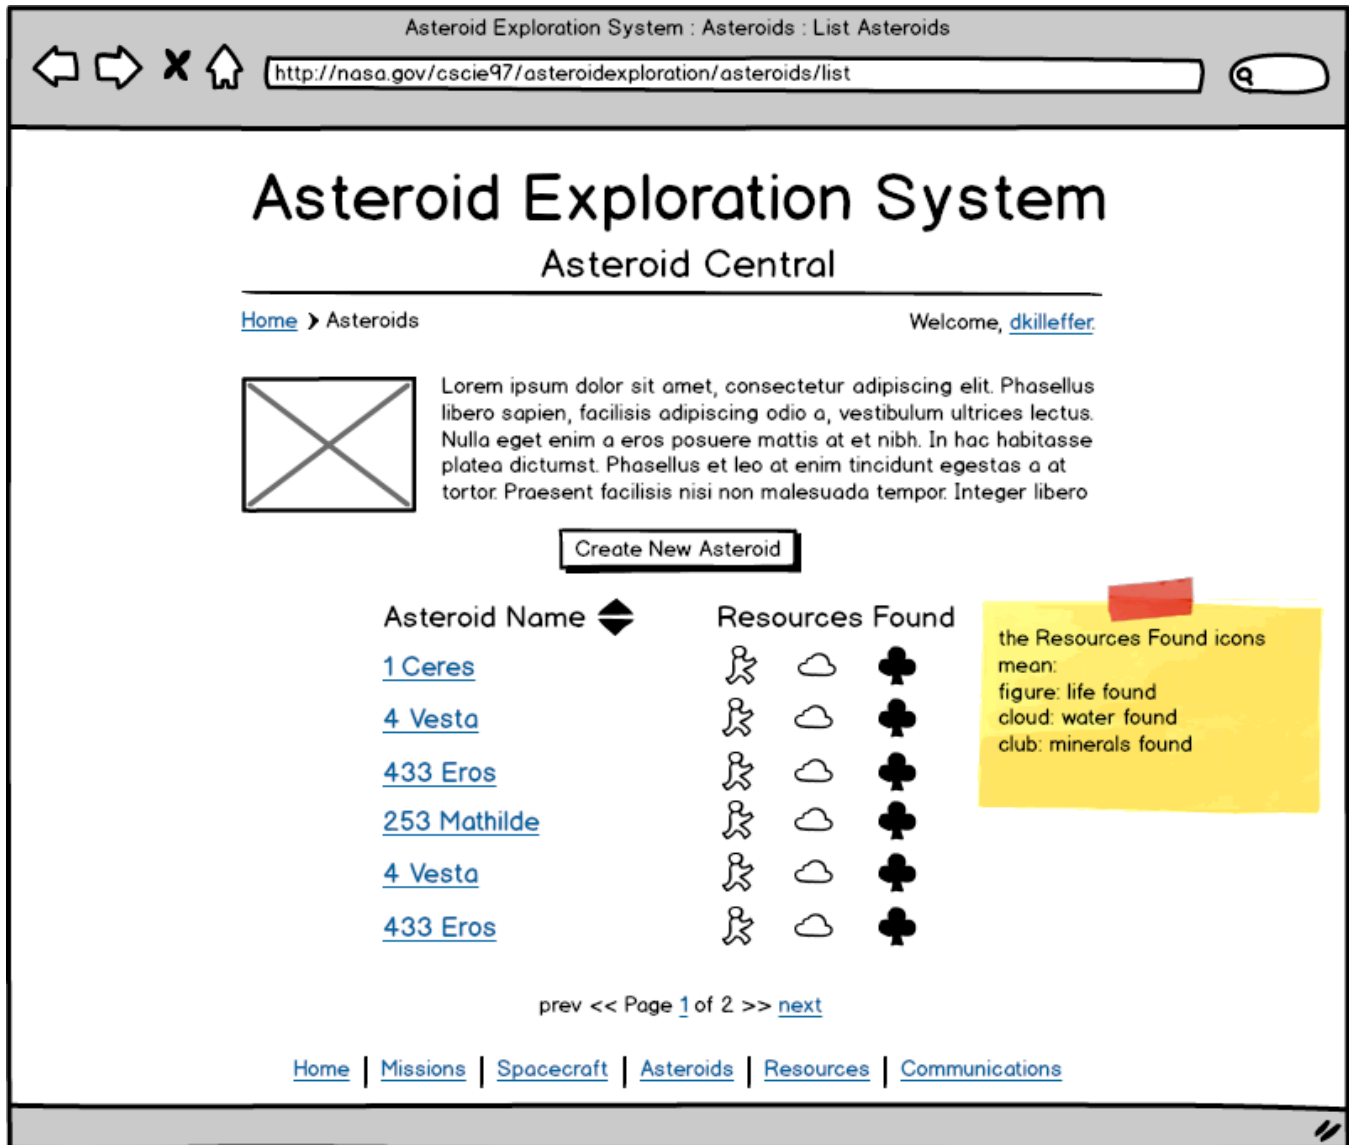 Asteroid Exploration System : Asteroids : List Asteroids
http://nasa.gov/cscie97/asteroidexploration/asteroids/list
Asteroid Exploration System
Asteroid Central
Home > Asteroids
Welcome, dkilleffer.
Lorem ipsum dolor sit amet, consectetur adipiscing elit. Phasellus
libero sapien, facilisis adipiscing odio a, vestibulum ultrices lectus.
Nulla eget enim a eros posuere mattis at et nibh. In hac habitasse
platea dictumst. Phasellus et leo at enim tincidunt egestas a at
tortor. Praesent facilisis nisi non malesuada tempor. Integer libero
Create New Asteroid
Asteroid Name
Resources Found
1 Ceres
4 Vesta
433 Eros
253 Mathilde
4 Vesta
433 Eros
the Resources Found icons
mean:
figure: life found
cloud: water found
club: minerals found
prev << Page 1 of 2 >> next
Home | Missions | Spacecraft | Asteroids | Resources | Communications